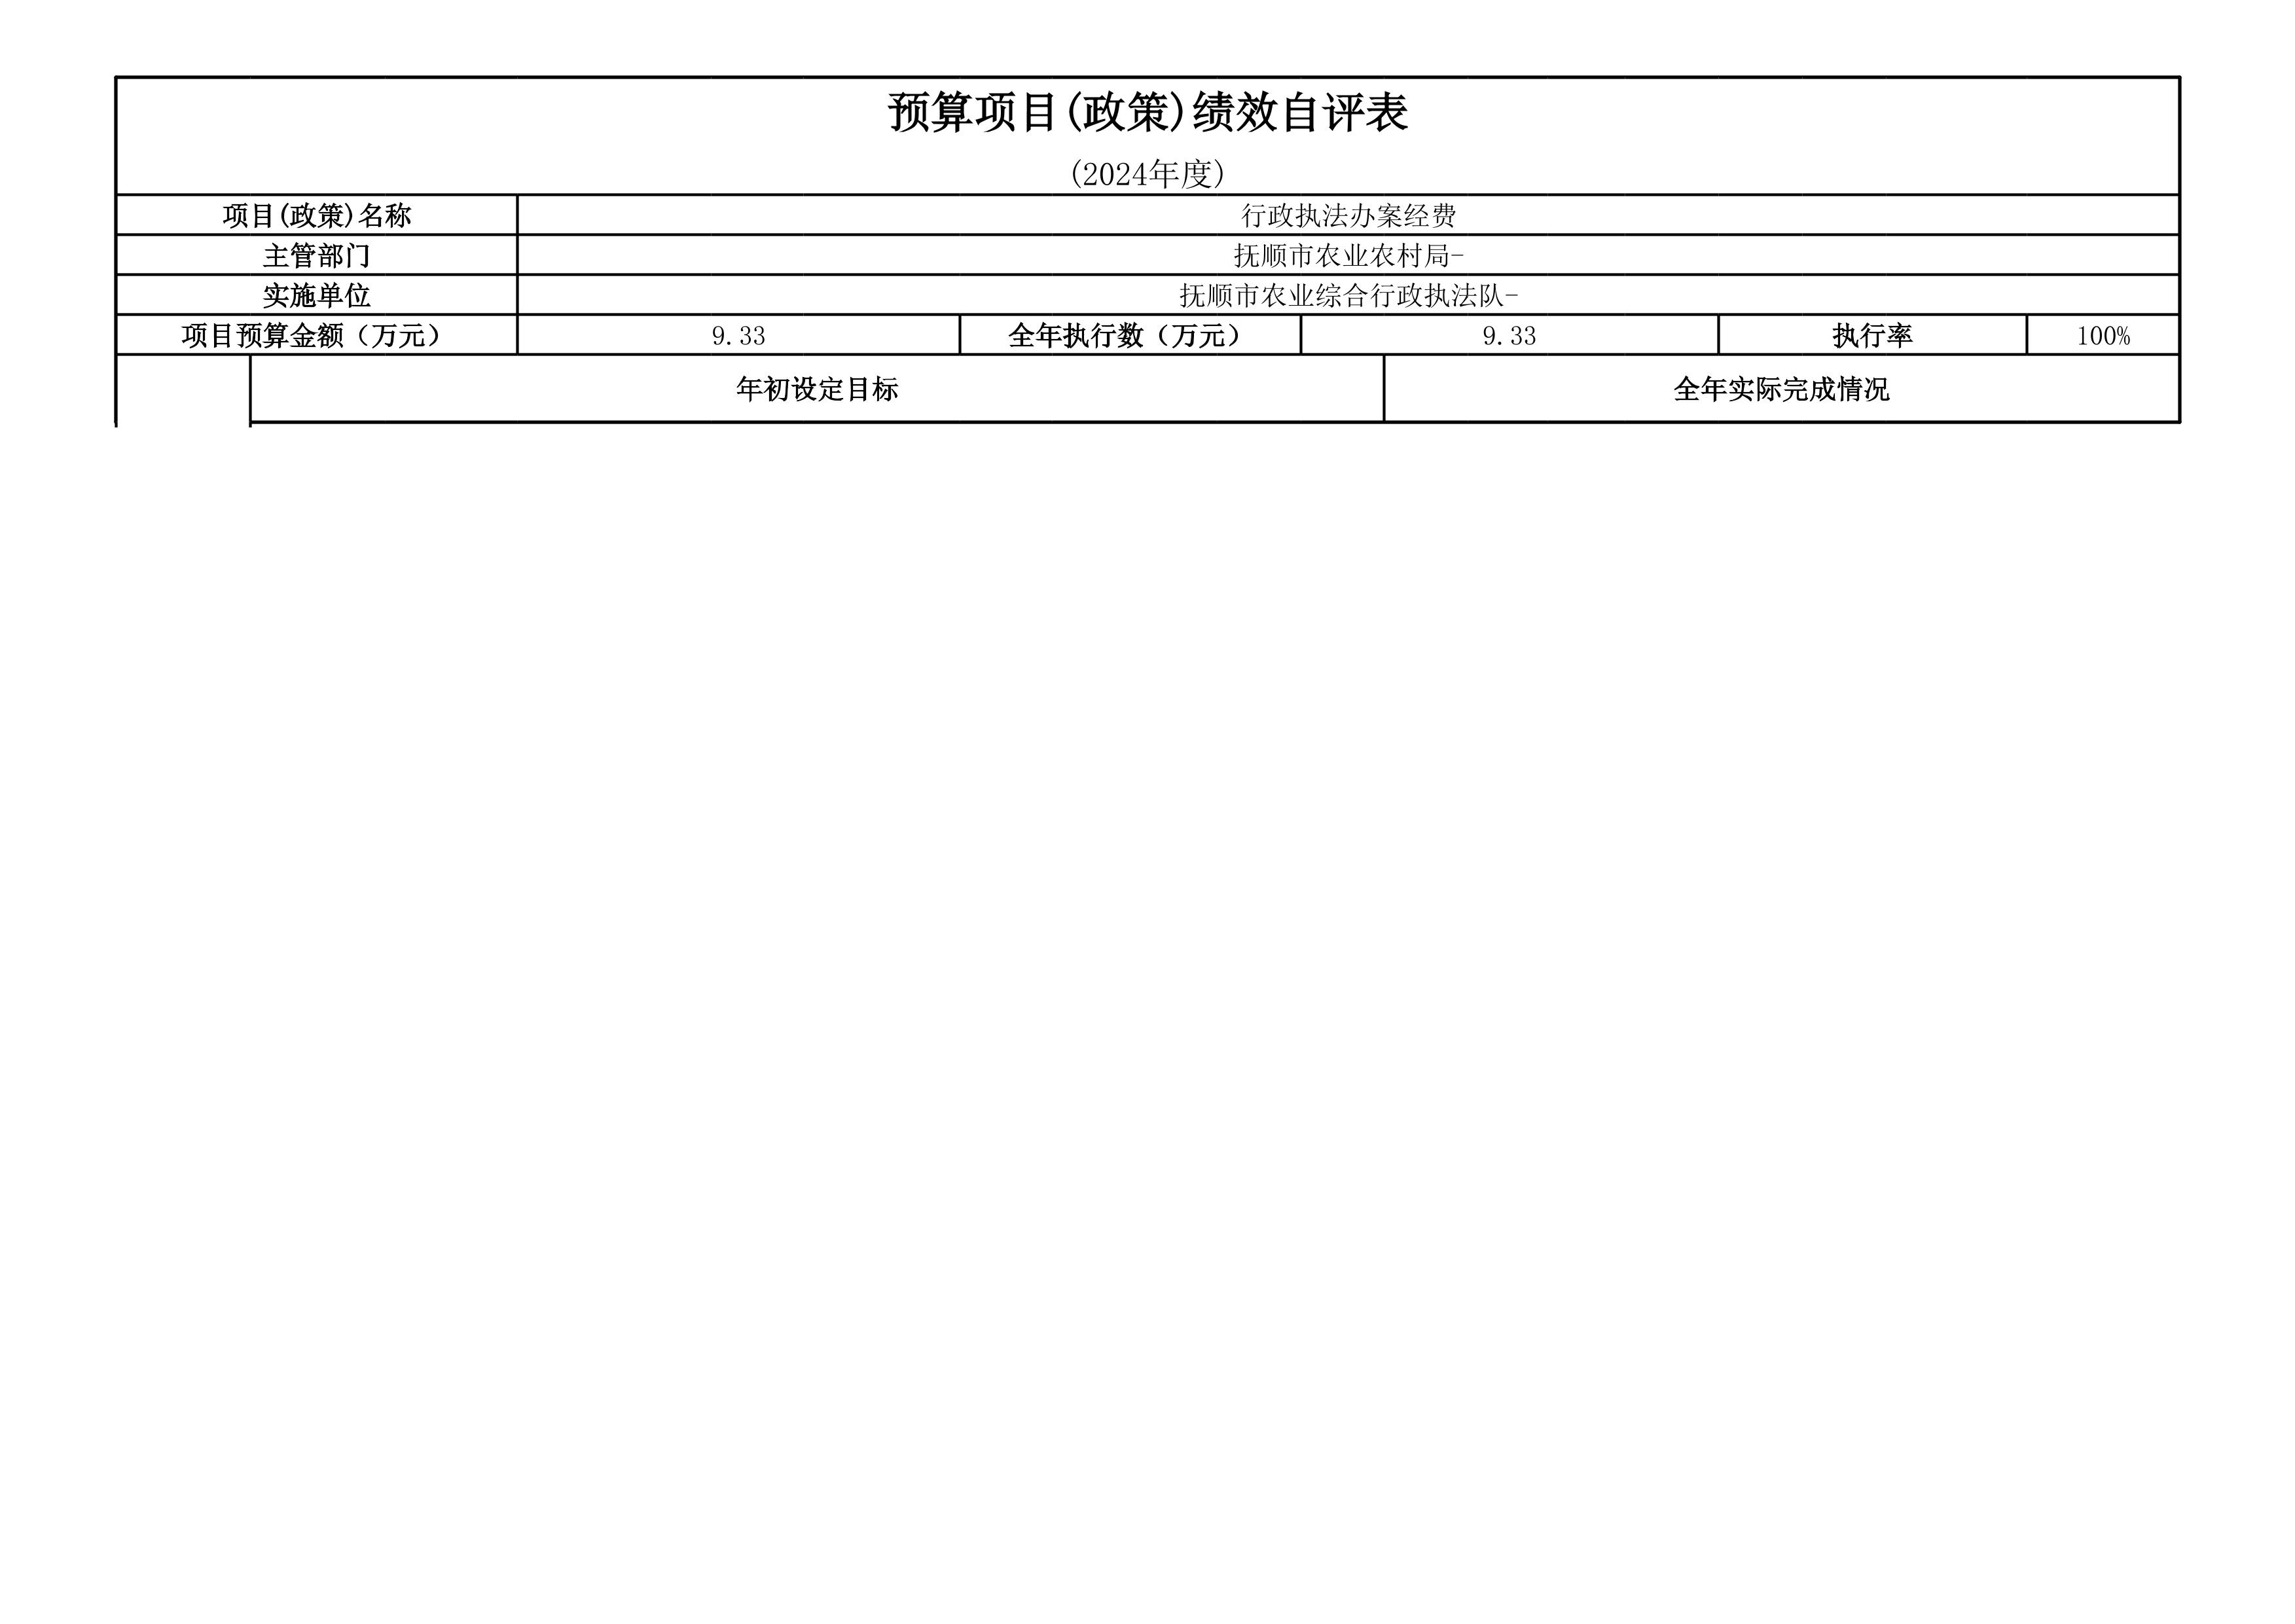 预算项目(政策)绩效自评表
(2024年度)
项目(政策)名称 行政执法办案经费
主管部门 抚顺市农业农村局-
实施单位 抚顺市农业综合行政执法队-
项目预算金额（万元） 9.33 全年执行数（万元） 9.33 执行率 100%
年初设定目标 全年实际完成情况